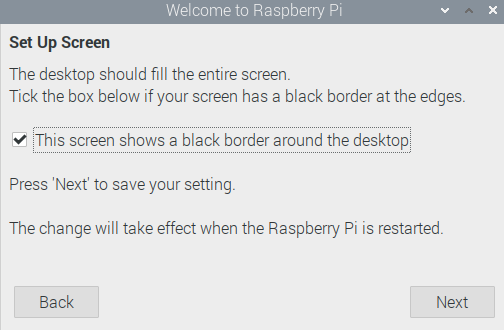 Welcome to Raspberry Pi
Set Up Screen
The desktop should fill the entire screen.
Tick the box below if your screen has a black border at the edges.
This screen shows a black border around the desktop
Press 'Next' to save your setting.
The change will take effect when the Raspberry Pi is restarted.
Back
Next